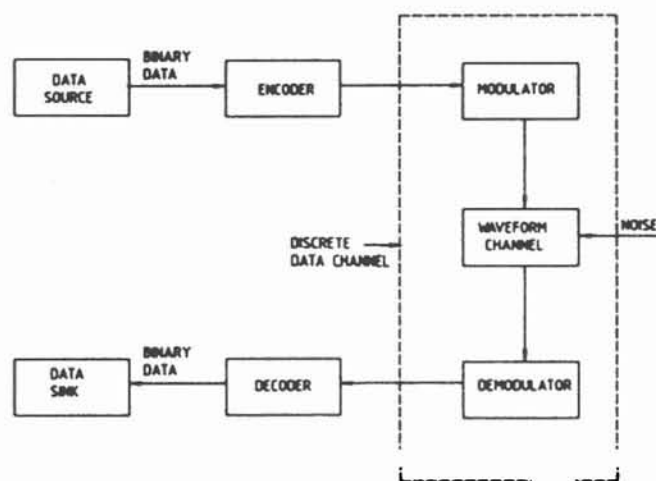 BINARY
DATA
DATA
SOURCE
ENCODER
MODULATOR
WAVEFORM
CHANNEL
NOISE
DISCRETE
DATA CHANNEL
BINARY
DATA
DATA
SINK
DECODER
DEMODULATOR